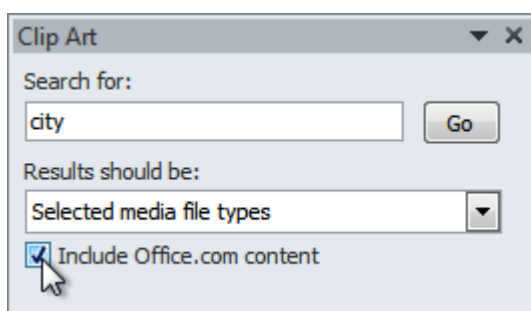 Clip Art
Search for:
city
Go
Results should be:
Selected media file types
Include Office.com content